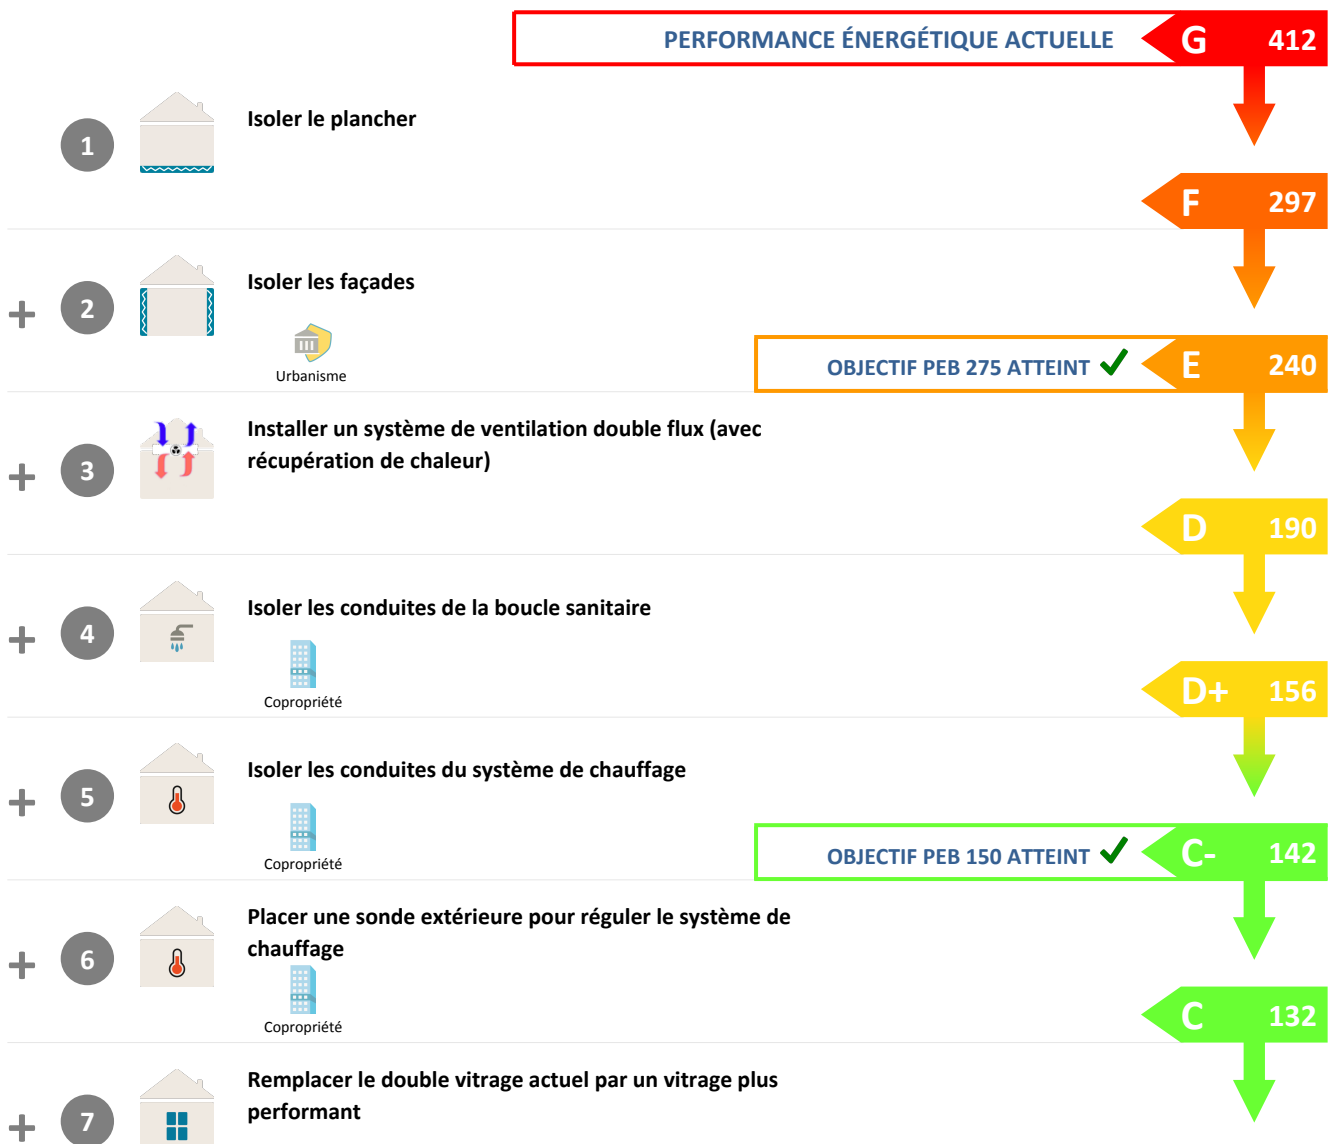 PERFORMANCE ÉNERGÉTIQUE ACTUELLE G 412
1 Isoler le plancher
F 297
+ 2 Isoler les façades
Urbanisme
OBJECTIF PEB 275 ATTEINT E 240
+ 3 Installer un système de ventilation double flux (avec
récupération de chaleur)
D 190
+ 4 Isoler les conduites de la boucle sanitaire
Copropriété
D+ 156
+ 5 Isoler les conduites du système de chauffage
Copropriété
OBJECTIF PEB 150 ATTEINT C- 142
+ 6 Placer une sonde extérieure pour réguler le système de
chauffage
Copropriété
C 132
+ 7 Remplacer le double vitrage actuel par un vitrage plus
performant